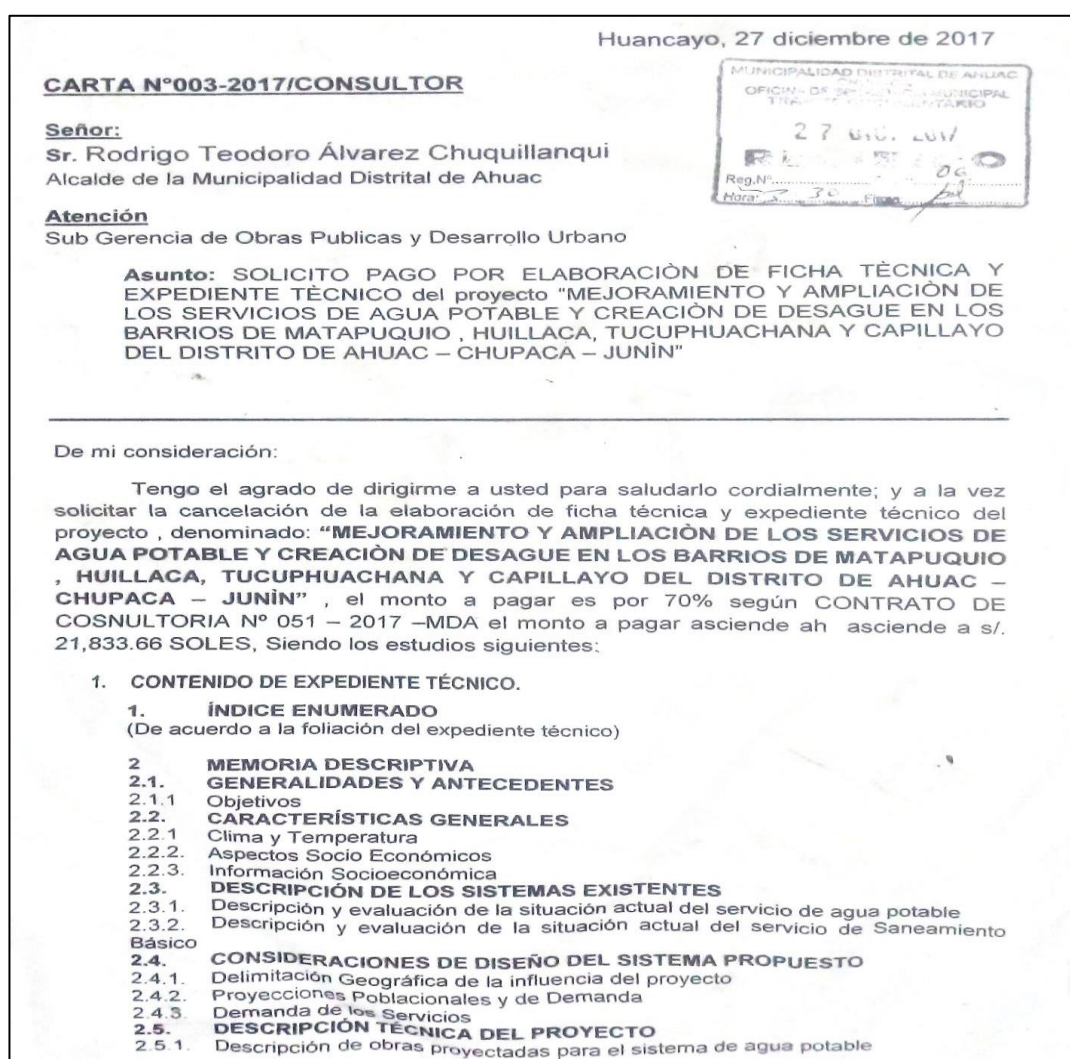 Huancayo, 27 diciembre de 2017
CARTA N°003-2017/CONSULTOR
MUNICIPALIDAD DISTRITAL DE AHUAC
OFICINA DE MUNICIPAL
27 DIC. 2017
Reg.Nº 06
Hora: 3 30 Firma
Señor:
Sr. Rodrigo Teodoro Álvarez Chuquillanqui
Alcalde de la Municipalidad Distrital de Ahuac
Atención
Sub Gerencia de Obras Publicas y Desarrollo Urbano
Asunto: SOLICITO PAGO POR ELABORACIÒN DE FICHA TÈCNICA Y
EXPEDIENTE TÈCNICO del proyecto "MEJORAMIENTO Y AMPLIACIÒN DE
LOS SERVICIOS DE AGUA POTABLE Y CREACIÒN DE DESAGUE EN LOS
BARRIOS DE MATAPUQUIO , HUILLACA, TUCUPHUACHANA Y CAPILLAYO
DEL DISTRITO DE AHUAC – CHUPACA – JUNÌN"
De mi consideración:
Tengo el agrado de dirigirme a usted para saludarlo cordialmente; y a la vez
solicitar la cancelación de la elaboración de ficha técnica y expediente técnico del
proyecto , denominado: “MEJORAMIENTO Y AMPLIACIÒN DE LOS SERVICIOS DE
AGUA POTABLE Y CREACIÒN DE DESAGUE EN LOS BARRIOS DE MATAPUQUIO
, HUILLACA, TUCUPHUACHANA Y CAPILLAYO DEL DISTRITO DE AHUAC –
CHUPACA – JUNÌN” , el monto a pagar es por 70% según CONTRATO DE
COSNULTORIA Nº 051 – 2017 –MDA el monto a pagar asciende ah asciende a s/.
21,833.66 SOLES, Siendo los estudios siguientes:
1. CONTENIDO DE EXPEDIENTE TÉCNICO.
1. ÍNDICE ENUMERADO
(De acuerdo a la foliación del expediente técnico)
2 MEMORIA DESCRIPTIVA
2.1. GENERALIDADES Y ANTECEDENTES
2.1.1 Objetivos
2.2. CARACTERÍSTICAS GENERALES
2.2.1 Clima y Temperatura
2.2.2. Aspectos Socio Económicos
2.2.3. Información Socioeconómica
2.3. DESCRIPCIÓN DE LOS SISTEMAS EXISTENTES
2.3.1. Descripción y evaluación de la situación actual del servicio de agua potable
2.3.2. Descripción y evaluación de la situación actual del servicio de Saneamiento
Básico
2.4. CONSIDERACIONES DE DISEÑO DEL SISTEMA PROPUESTO
2.4.1. Delimitación Geográfica de la influencia del proyecto
2.4.2. Proyecciones Poblacionales y de Demanda
2.4.3. Demanda de los Servicios
2.5. DESCRIPCIÓN TÉCNICA DEL PROYECTO
2.5.1. Descripción de obras proyectadas para el sistema de agua potable